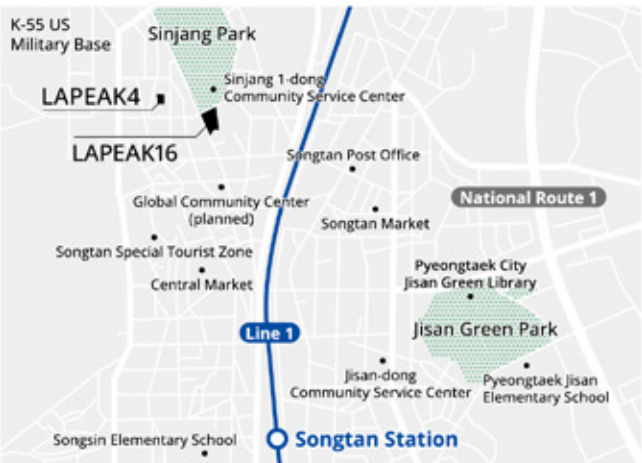 K-55 US
Military Base
Sinjang Park
Sinjang 1-dong
Community Service Center
LAPEAK4
LAPEAK16
Songtan Post Office
Global Community Center
(planned)
National Route 1
Songtan Market
Songtan Special Tourist Zone
Central Market
Pyeongtaek City
Jisan Green Library
Line 1
Jisan Green Park
Jisan-dong
Community Service Center
Pyeongtaek Jisan
Elementary School
Songsin Elementary School
Songtan Station